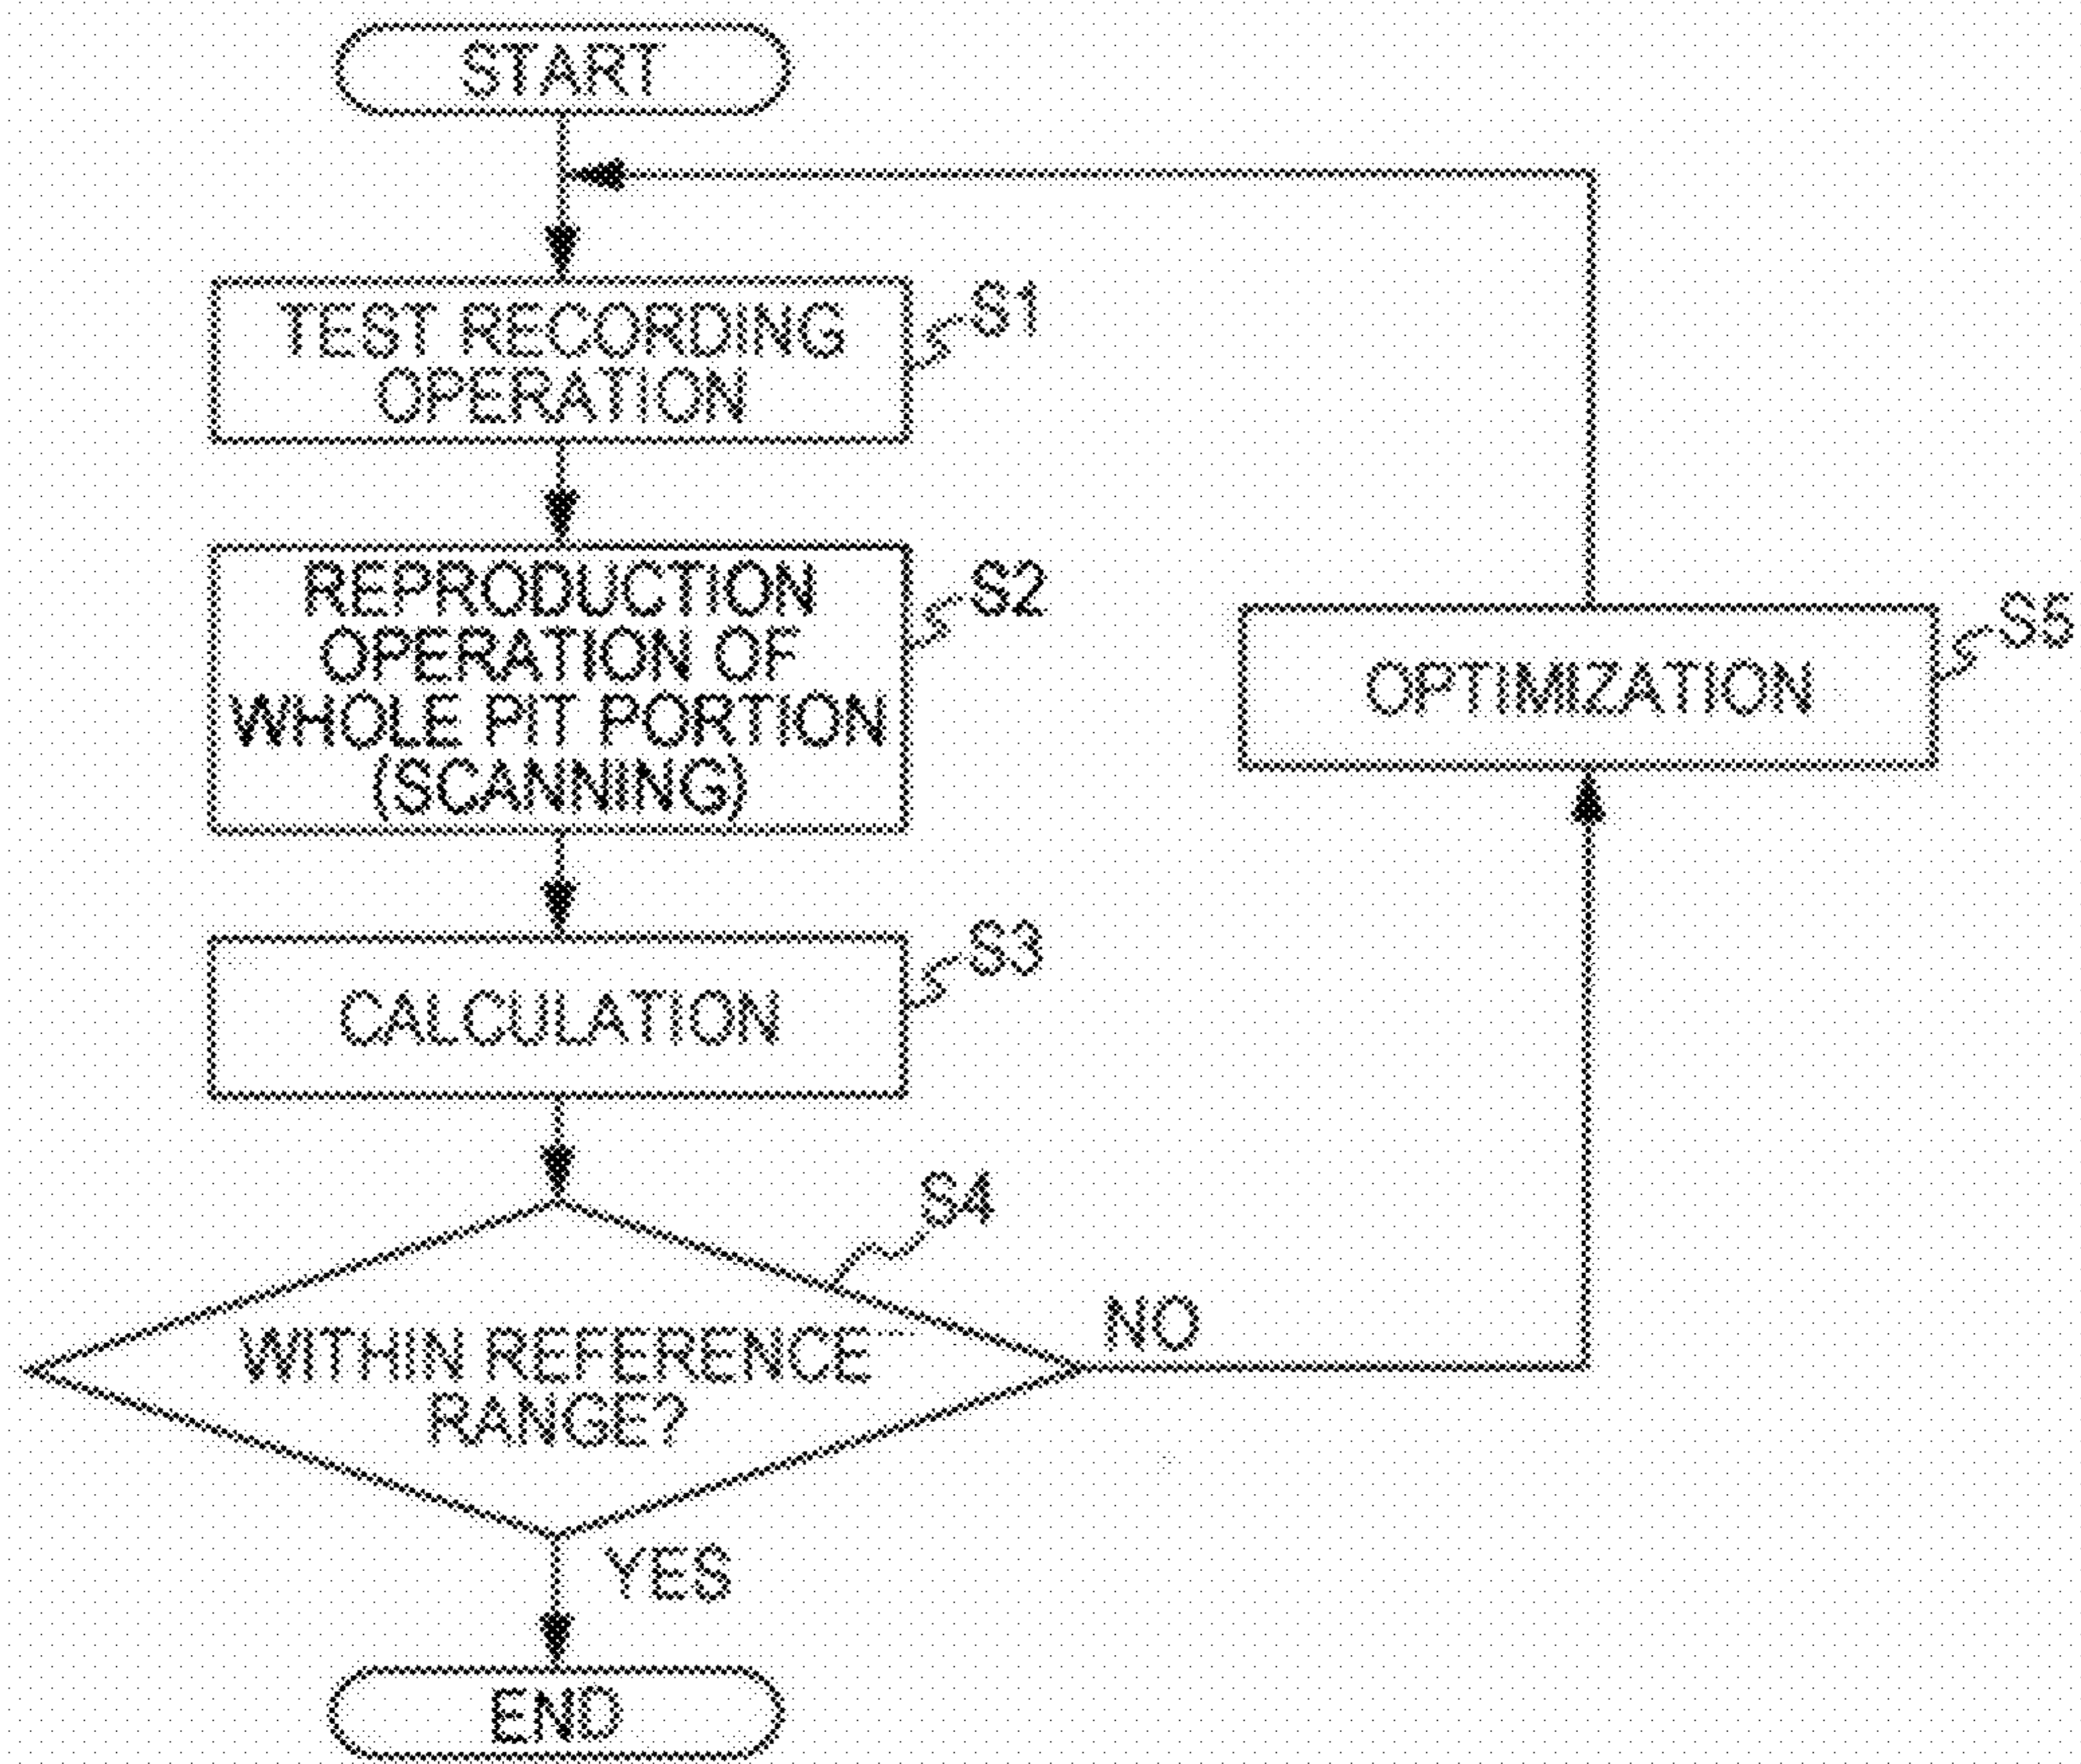 START
TEST RECORDING
OPERATION
S1
REPRODUCTION
OPERATION OF
WHOLE PIT PORTION
(SCANNING)
S2
OPTIMIZATION
S5
CALCULATION
S3
S4
WITHIN REFERENCE
RANGE?
NO
YES
END